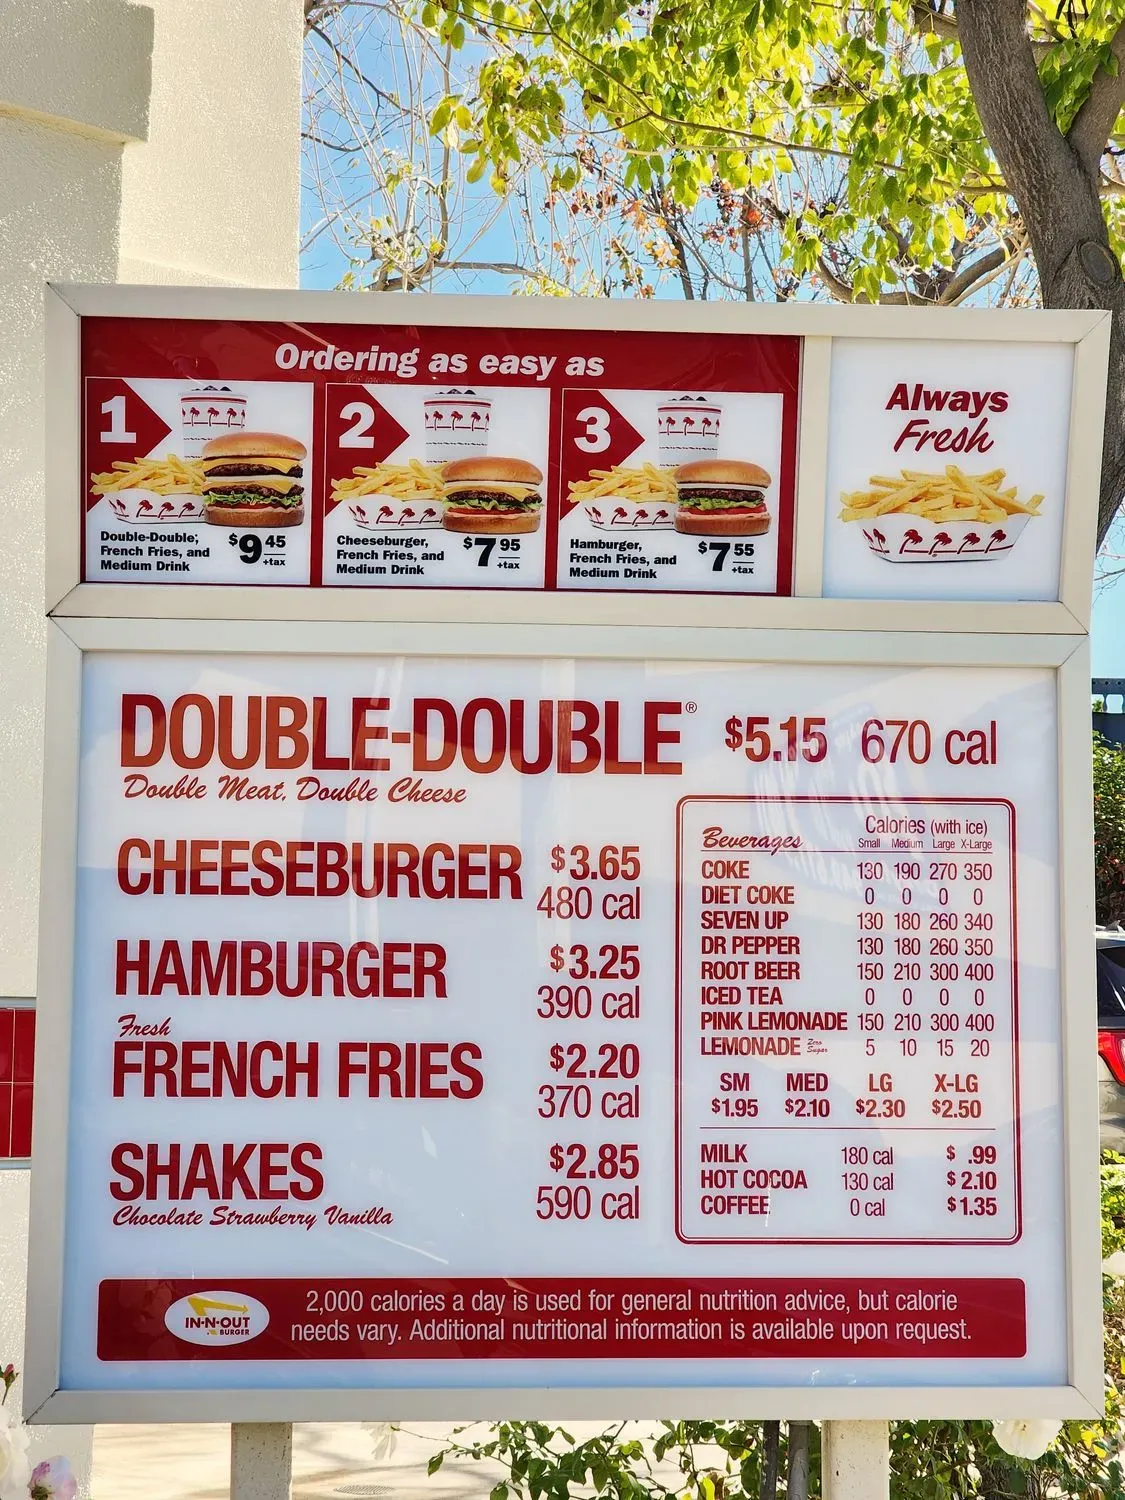 Ordering as easy as
1
Double-Double,
French Fries, and
Medium Drink
$9 45
+tax
2
Cheeseburger,
French Fries, and
Medium Drink
$7 95
+tax
3
Hamburger,
French Fries, and
Medium Drink
$7 55
+tax
Always
Fresh
DOUBLE-DOUBLE® $5.15 670 cal
Double Meat, Double Cheese
CHEESEBURGER $3.65
480 cal
HAMBURGER $3.25
390 cal
Fresh
FRENCH FRIES $2.20
370 cal
SHAKES $2.85
590 cal
Chocolate Strawberry Vanilla
Beverages Calories (with ice)
Small Medium Large X-Large
COKE 130 190 270 350
DIET COKE 0 0 0 0
SEVEN UP 130 180 260 340
DR PEPPER 130 180 260 350
ROOT BEER 150 210 300 400
ICED TEA 0 0 0 0
PINK LEMONADE 150 210 300 400
LEMONADE Zero Sugar 5 10 15 20
SM MED LG X-LG
$1.95 $2.10 $2.30 $2.50
MILK 180 cal $ .99
HOT COCOA 130 cal $ 2.10
COFFEE 0 cal $1.35
IN-N-OUT
BURGER
2,000 calories a day is used for general nutrition advice, but calorie
needs vary. Additional nutritional information is available upon request.